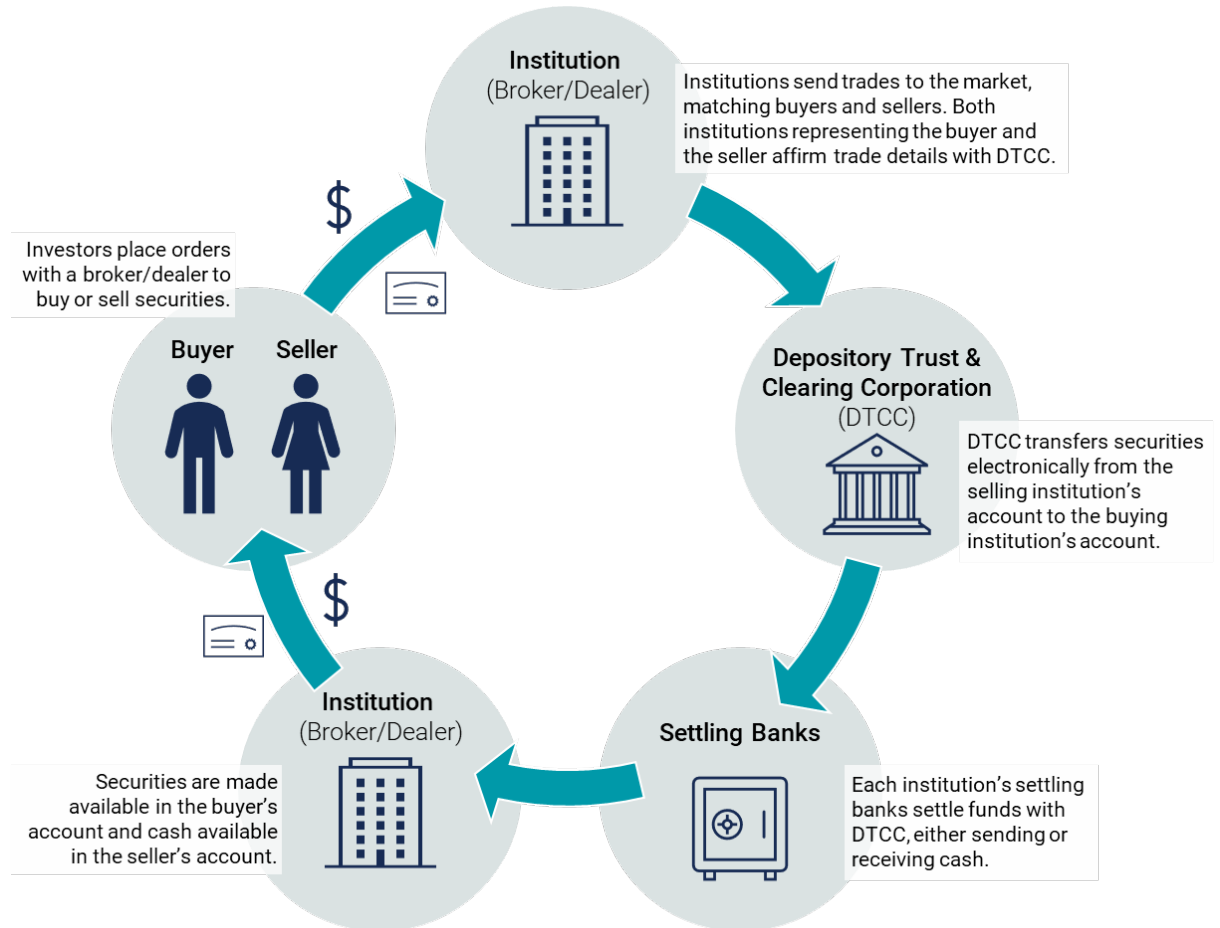 Institution
(Broker/Dealer)
Institutions send trades to the market,
matching buyers and sellers. Both
institutions representing the buyer and
the seller affirm trade details with DTCC.
$
Investors place orders
with a broker/dealer to
buy or sell securities.
Buyer Seller
Depository Trust &
Clearing Corporation
(DTCC)
DTCC transfers securities
electronically from the
selling institution's
account to the buying
institution's account.
$
Settling Banks
Each institution's settling
banks settle funds with
DTCC, either sending or
receiving cash.
Institution
(Broker/Dealer)
Securities are made
available in the buyer's
account and cash available
in the seller's account.